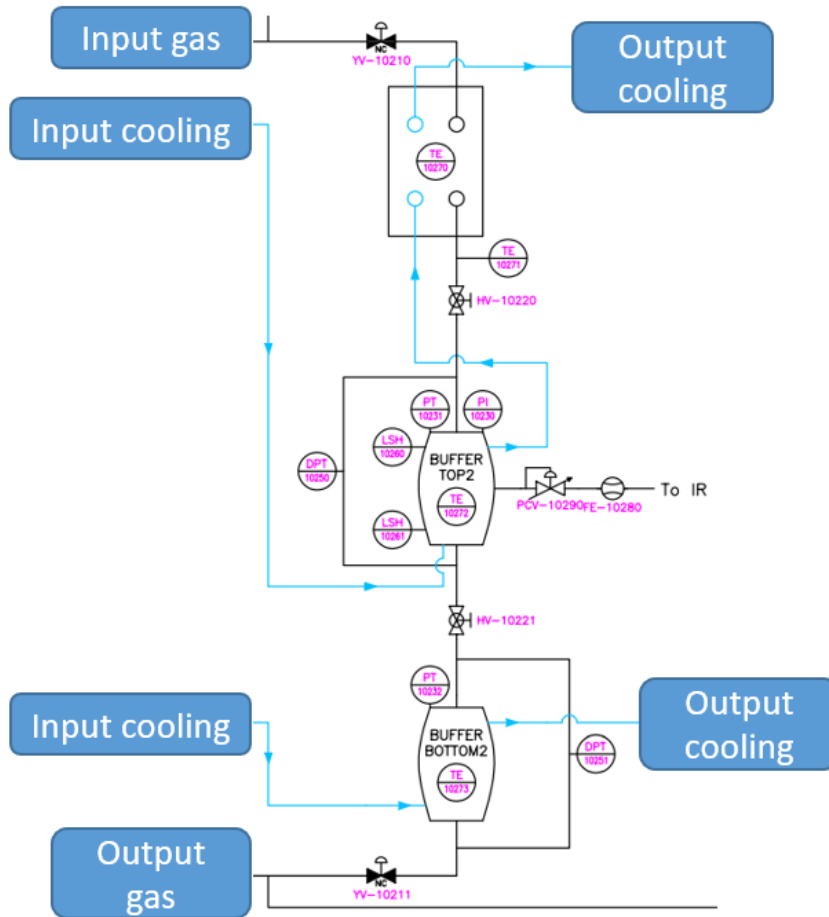 Input gas
NC
YV-10210
Output
cooling
Input cooling
TE
10270
TE
10271
HV-10220
PT
10231
PI
10230
LSH
10260
DPT
10250
BUFFER
TOP2
TE
10272
To IR
PCV-10290
FE-10280
LSH
10261
HV-10221
PT
10232
Input cooling
Output
cooling
BUFFER
BOTTOM2
DPT
10251
TE
10273
Output
gas
NC
YV-10211